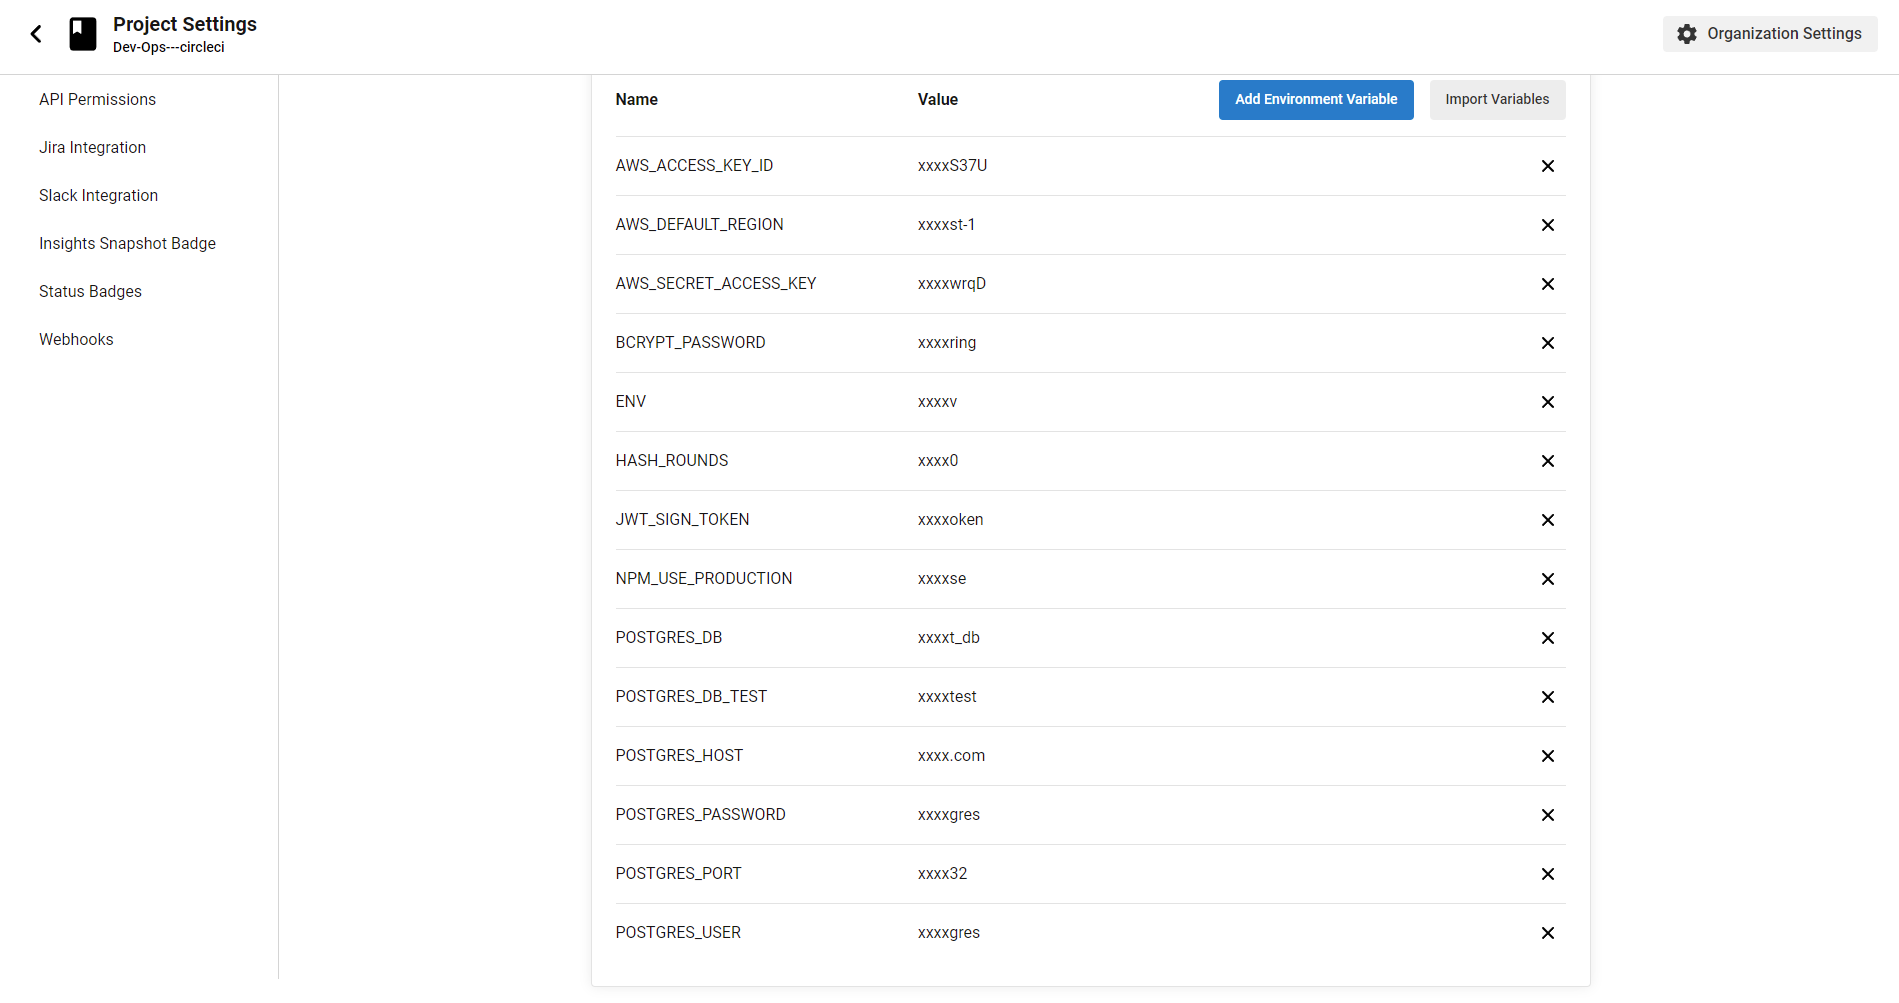 Project Settings
Dev-Ops---circleci
Organization Settings
API Permissions
Jira Integration
Slack Integration
Insights Snapshot Badge
Status Badges
Webhooks
Name Value Add Environment Variable Import Variables
AWS_ACCESS_KEY_ID xxxxS37U
AWS_DEFAULT_REGION xxxxst-1
AWS_SECRET_ACCESS_KEY xxxxwrqD
BCRYPT_PASSWORD xxxxring
ENV xxxxv
HASH_ROUNDS xxxx0
JWT_SIGN_TOKEN xxxxoken
NPM_USE_PRODUCTION xxxxse
POSTGRES_DB xxxxt_db
POSTGRES_DB_TEST xxxxtest
POSTGRES_HOST xxxx.com
POSTGRES_PASSWORD xxxxgres
POSTGRES_PORT xxxx32
POSTGRES_USER xxxxgres